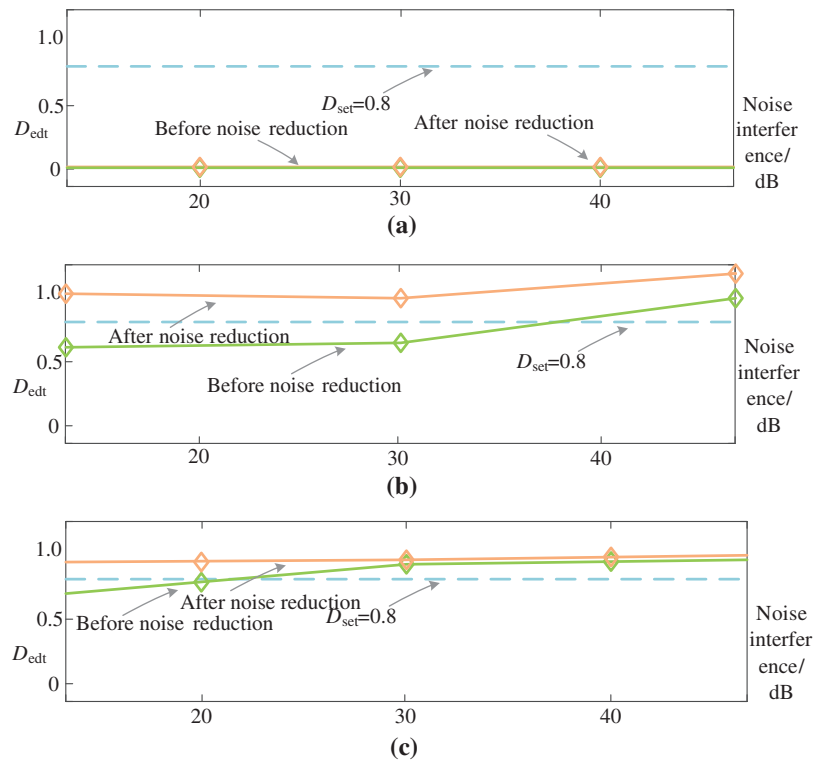 1.0
D_set=0.8
0.5
Noise
D_edt
Before noise reduction
After noise reduction
interfer
ence/
0
dB
20
30
40
(a)
1.0
After noise reduction
0.5
D_set=0.8
Noise
Before noise reduction
D_edt
interfer
ence/
0
dB
20
30
40
(b)
1.0
After noise reduction
0.5
Before noise reduction
D_set=0.8
Noise
D_edt
interfer
ence/
0
dB
20
30
40
(c)